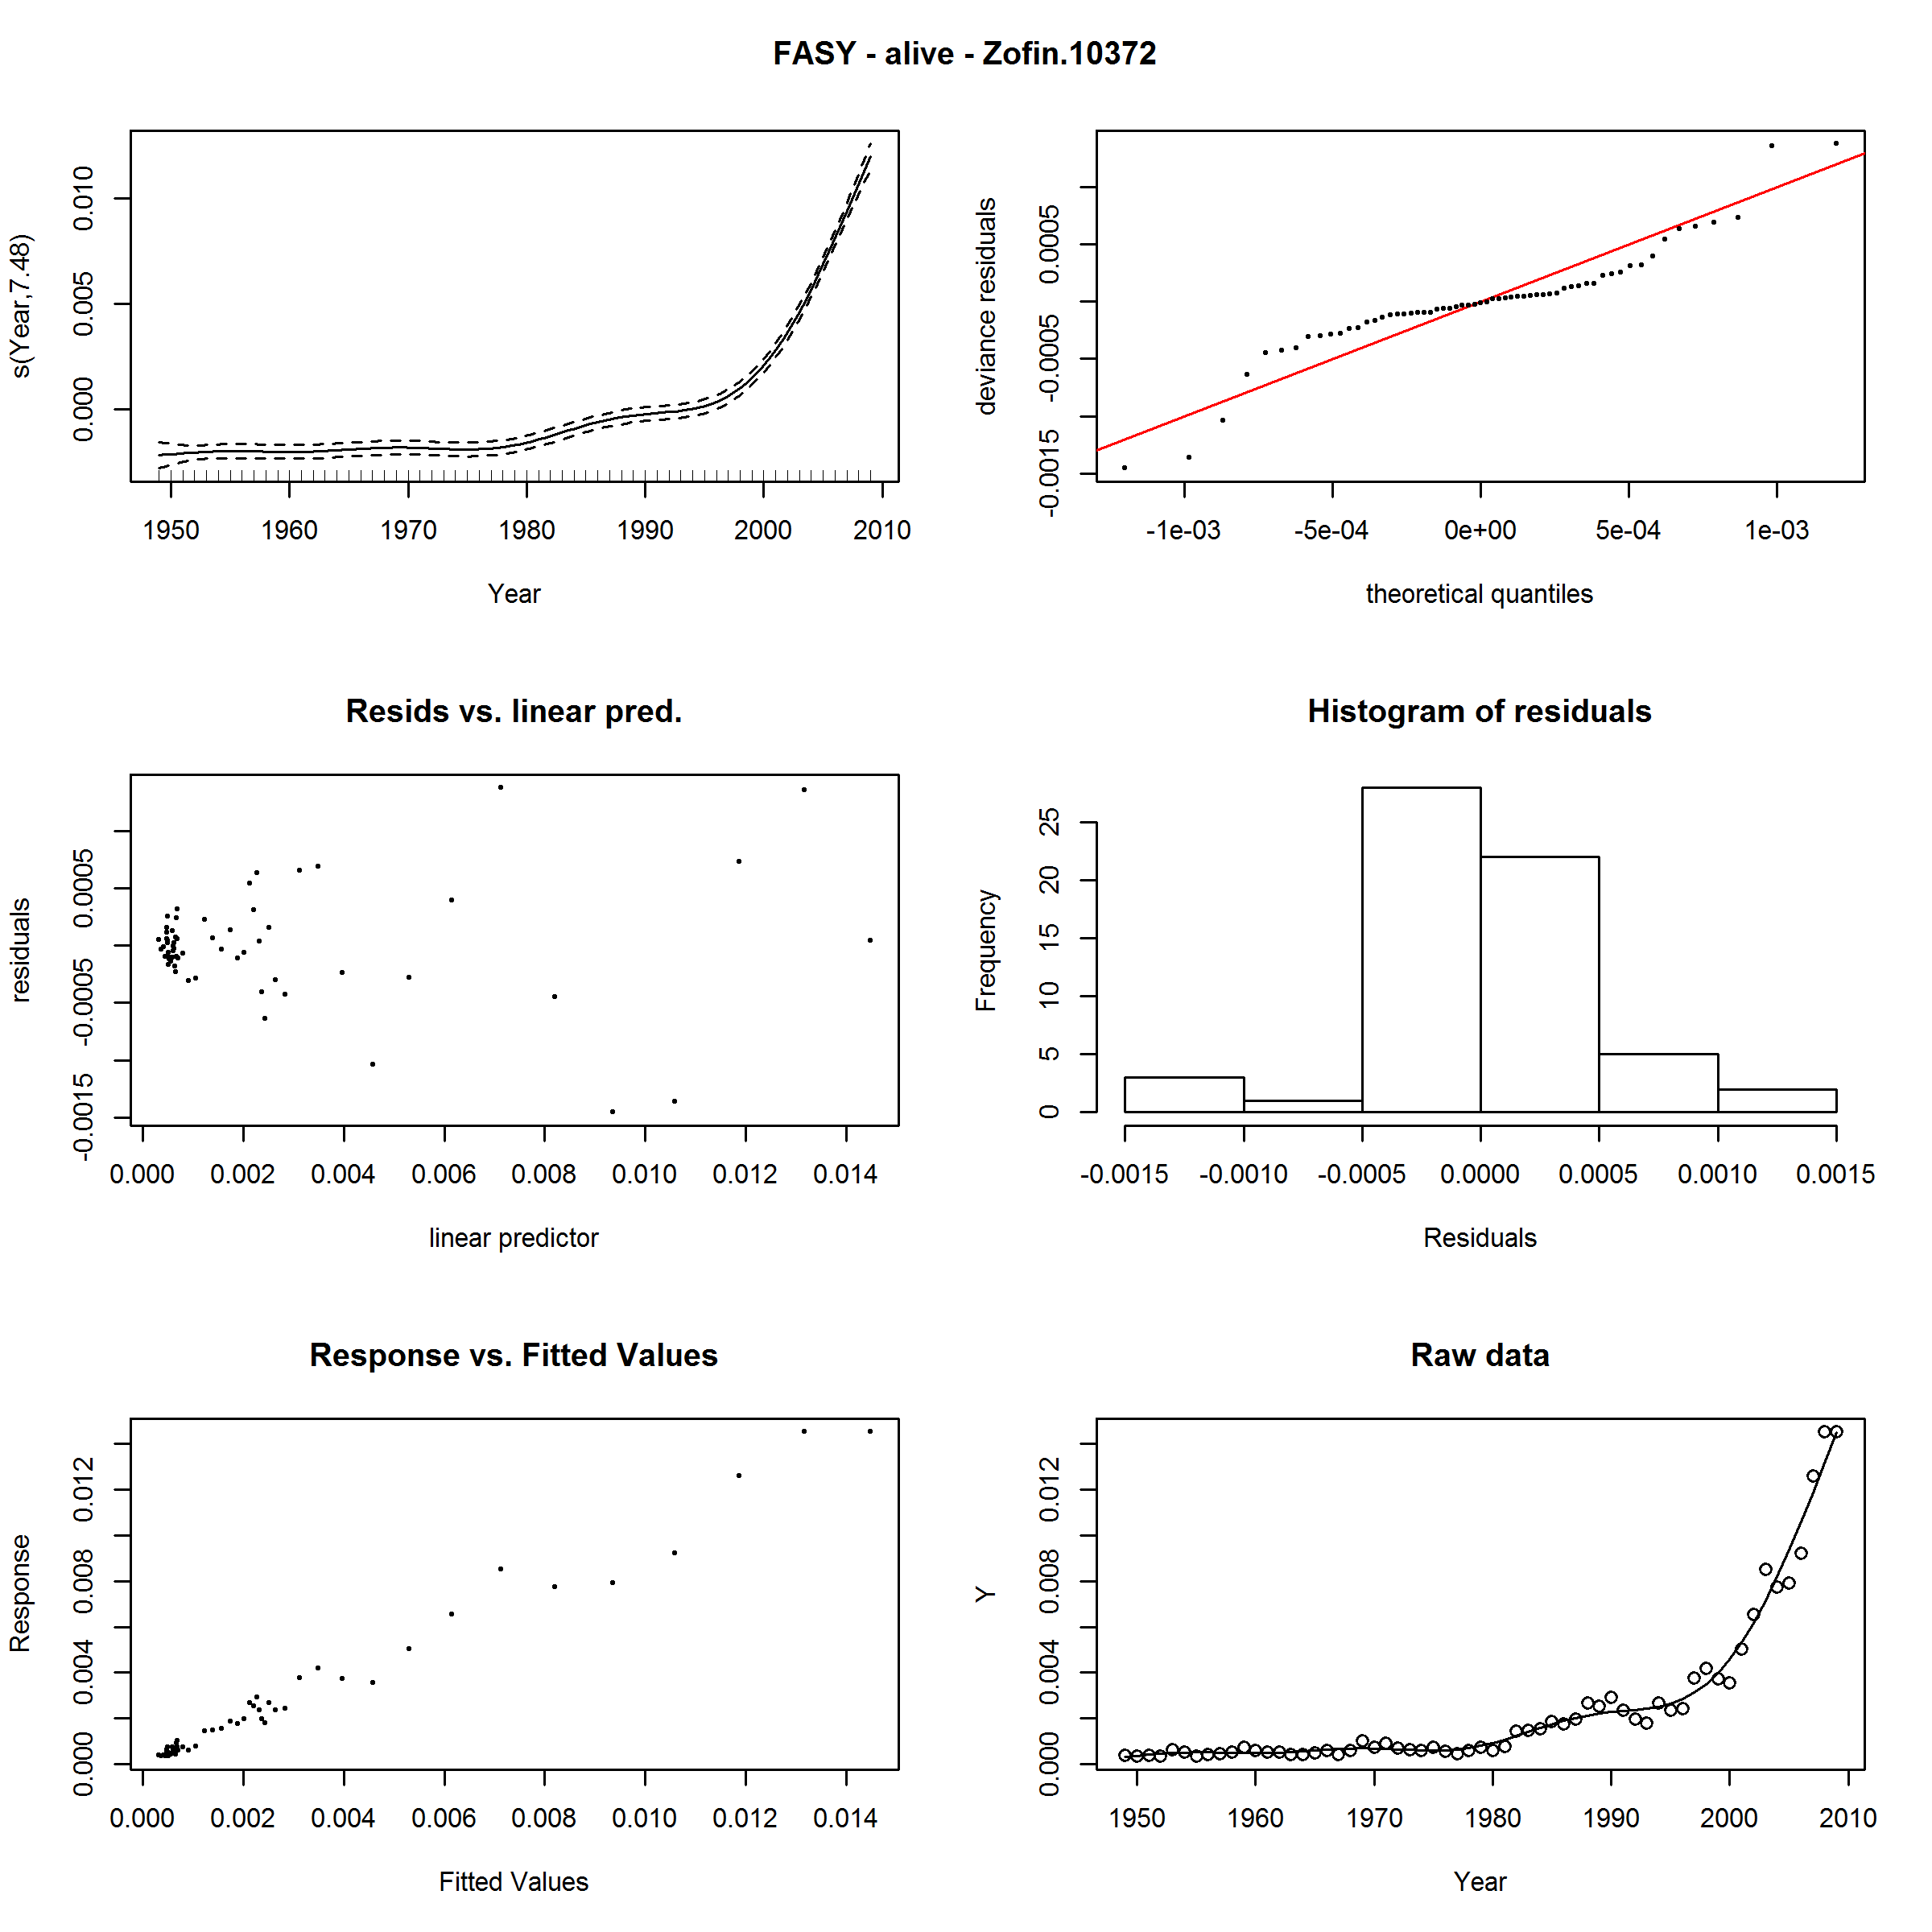 FASY - alive - Zofin.10372
s(Year,7.48)
0.000 0.005 0.010
1950 1960 1970 1980 1990 2000 2010
Year
deviance residuals
-0.0015 -0.0005 0.0005
-1e-03 -5e-04 0e+00 5e-04 1e-03
theoretical quantiles
Resids vs. linear pred.
residuals
-0.0015 -0.0005 0.0005
0.000 0.002 0.004 0.006 0.008 0.010 0.012 0.014
linear predictor
Histogram of residuals
Frequency
0 5 10 15 20 25
-0.0015 -0.0010 -0.0005 0.0000 0.0005 0.0010 0.0015
Residuals
Response vs. Fitted Values
Response
0.000 0.004 0.008 0.012
0.000 0.002 0.004 0.006 0.008 0.010 0.012 0.014
Fitted Values
Raw data
Y
0.000 0.004 0.008 0.012
1950 1960 1970 1980 1990 2000 2010
Year